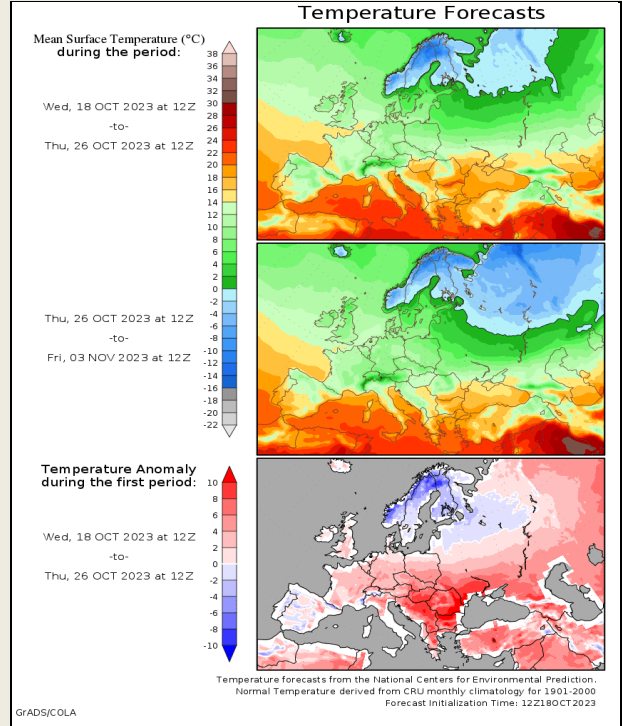 Temperature Forecasts
Mean Surface Temperature (°C)
during the period:
38
36
34
32
30
28
26
24
22
20
18
16
14
12
10
8
6
4
2
0
-2
-4
-6
-8
-10
-12
-14
-16
-18
-20
-22
Wed, 18 OCT 2023 at 12Z
-to-
Thu, 26 OCT 2023 at 12Z
Thu, 26 OCT 2023 at 12Z
-to-
Fri, 03 NOV 2023 at 12Z
Temperature Anomaly
during the first period:
10
8
6
4
2
0
-2
-4
-6
-8
-10
Wed, 18 OCT 2023 at 12Z
-to-
Thu, 26 OCT 2023 at 12Z
Temperature forecasts from the National Centers for Environmental Prediction.
Normal Temperature derived from CRU monthly climatology for 1901-2000
Forecast Initialization Time: 12Z18OCT2023
GrADS/COLA